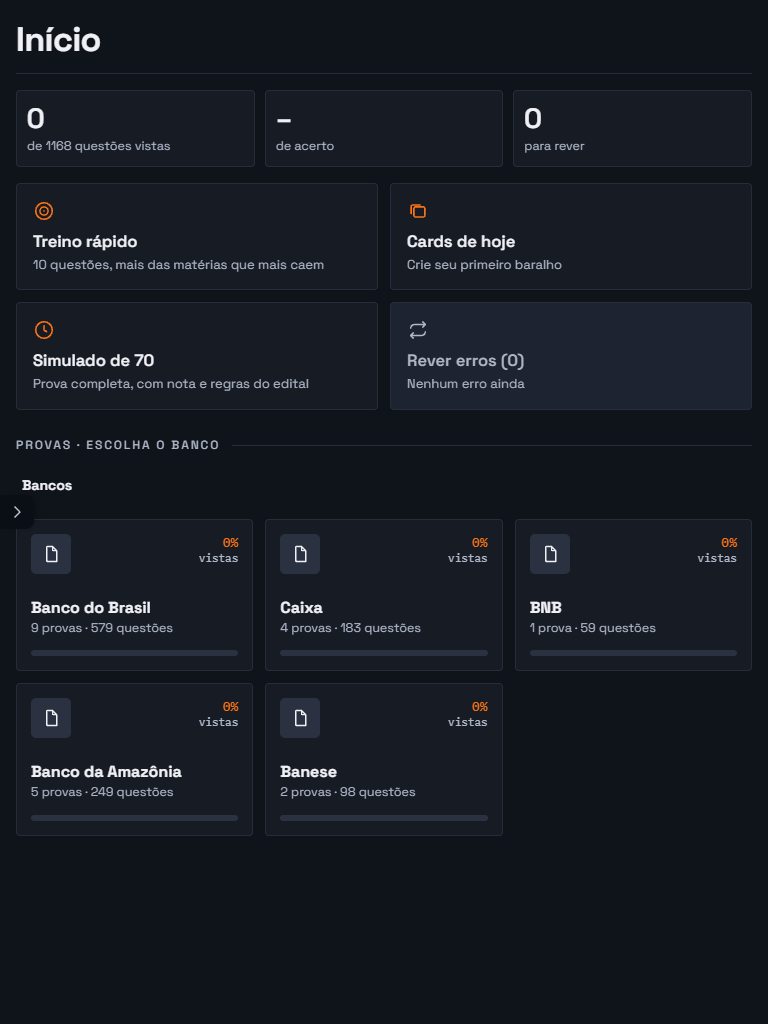 Início
0
de 1168 questões vistas
–
de acerto
0
para rever
Treino rápido
10 questões, mais das matérias que mais caem
Cards de hoje
Crie seu primeiro baralho
Simulado de 70
Prova completa, com nota e regras do edital
Rever erros (0)
Nenhum erro ainda
PROVAS · ESCOLHA O BANCO
Bancos
0%
vistas
Banco do Brasil
9 provas · 579 questões
0%
vistas
Caixa
4 provas · 183 questões
0%
vistas
BNB
1 prova · 59 questões
0%
vistas
Banco da Amazônia
5 provas · 249 questões
0%
vistas
Banese
2 provas · 98 questões